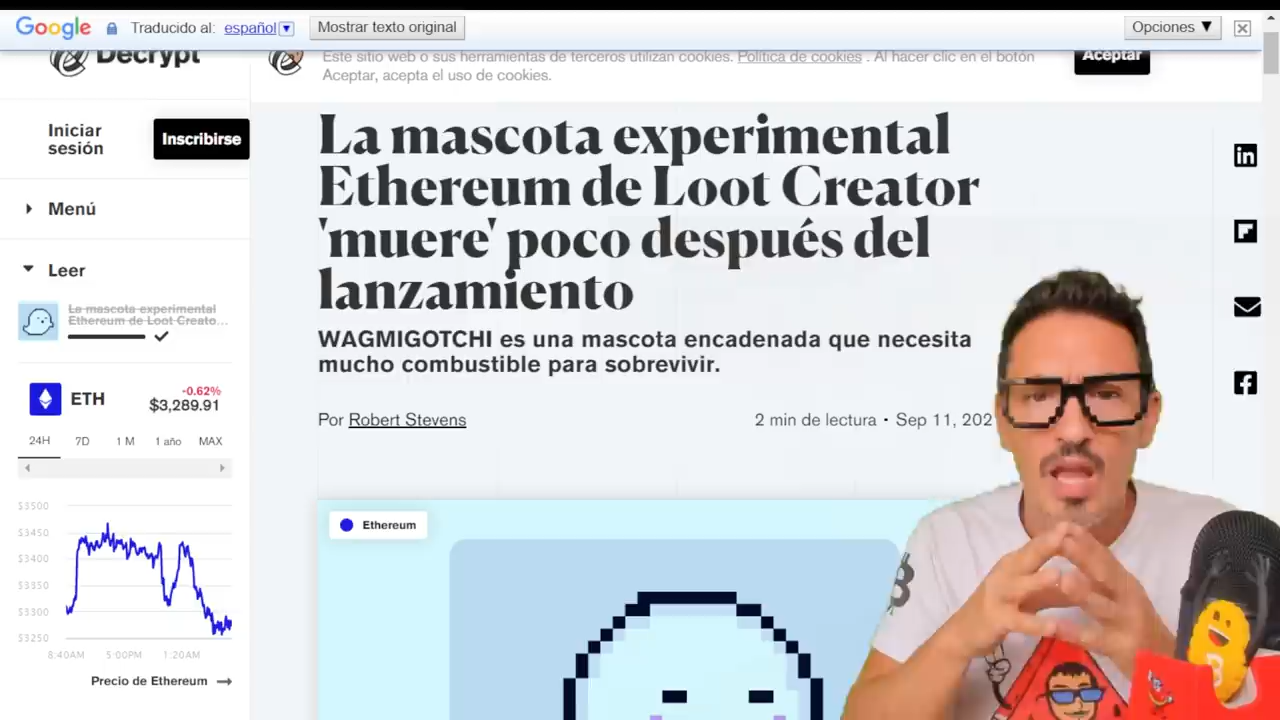 Google
Traducido al: español
Mostrar texto original
Opciones ▼
Decrypt
Este sitio web o sus herramientas de terceros utilizan cookies. Política de cookies . Al hacer clic en el botón
Aceptar, acepta el uso de cookies.
Aceptar
Iniciar
sesión
Inscribirse
Menú
Leer
La mascota experimental
Ethereum de Loot Creato...
ETH
-0.62%
$3,289.91
24H 7D 1 M 1 año MAX
$3500
$3450
$3400
$3350
$3300
$3250
8:40AM 5:00PM 1:20AM
Precio de Ethereum
La mascota experimental
Ethereum de Loot Creator
'muere' poco después del
lanzamiento
WAGMIGOTCHI es una mascota encadenada que necesita
mucho combustible para sobrevivir.
Por Robert Stevens
2 min de lectura • Sep 11, 202
Ethereum